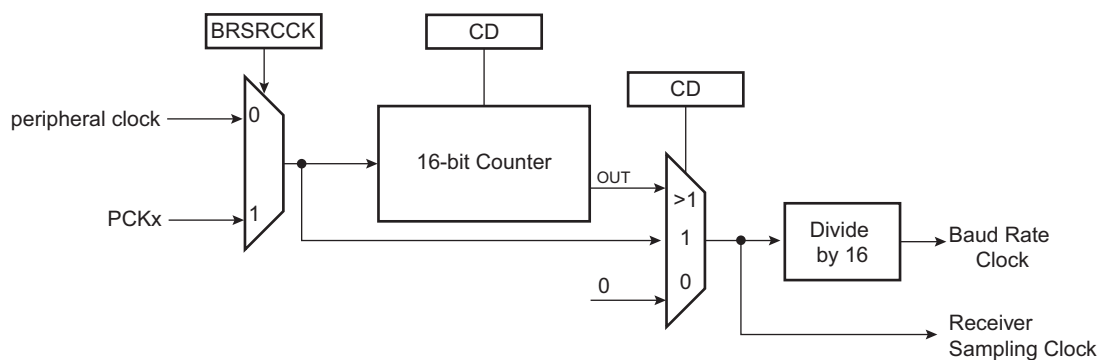 BRSRCCK
CD
CD
peripheral clock
0
16-bit Counter
OUT
>1
PCKx
1
1
Divide
by 16
Baud Rate
Clock
0
0
Receiver
Sampling Clock